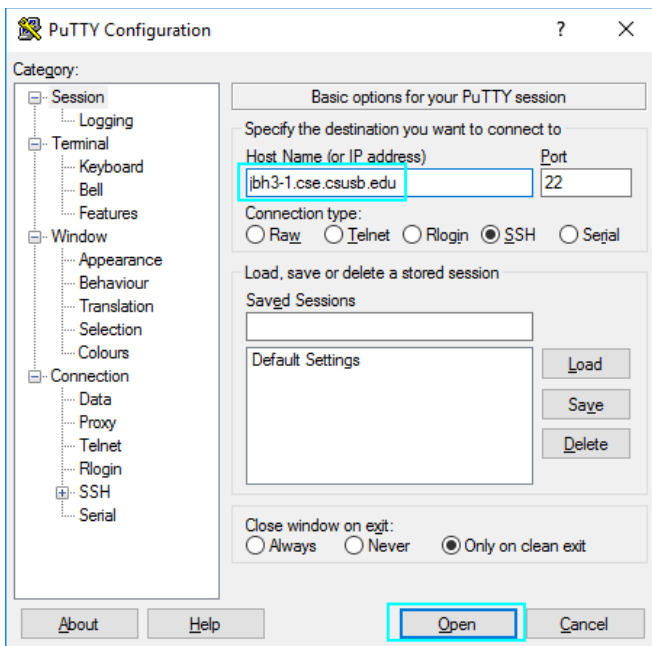 PuTTY Configuration ? ×
Category:
Session
Logging
Terminal
Keyboard
Bell
Features
Window
Appearance
Behaviour
Translation
Selection
Colours
Connection
Data
Proxy
Telnet
Rlogin
SSH
Serial
Basic options for your PuTTY session
Specify the destination you want to connect to
Host Name (or IP address) Port
jbh3-1.cse.csusb.edu 22
Connection type:
Raw Telnet Rlogin SSH Serial
Load, save or delete a stored session
Saved Sessions
Default Settings
Load
Save
Delete
Close window on exit:
Always Never Only on clean exit
About Help Open Cancel